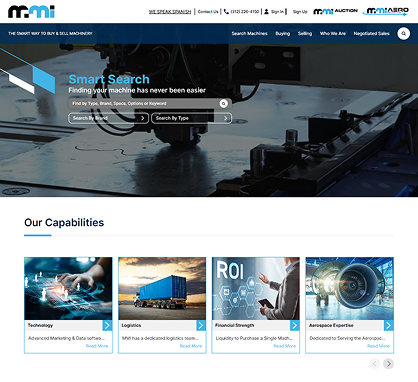 mmi
WE SPEAK SPANISH | Contact Us | (312) 220-4150 | Sign In | Sign Up mmi AUCTION mmi AERO
THE SMART WAY TO BUY & SELL MACHINERY
Search Machines Buying Selling Who We Are Negotiated Sales
Smart Search
Finding your machine has never been easier
Find by Type, Brand, Specs, Options or Keyword
Search By Brand Search By Type
Our Capabilities
ROI
Technology Logistics Financial Strength Aerospace Expertise
Advanced Marketing & Data softwa... MMI has a dedicated logistics team... Liquidity to Purchase a Single Mach... Dedicated to Serving the Aerospac...
Read More Read More Read More Read More